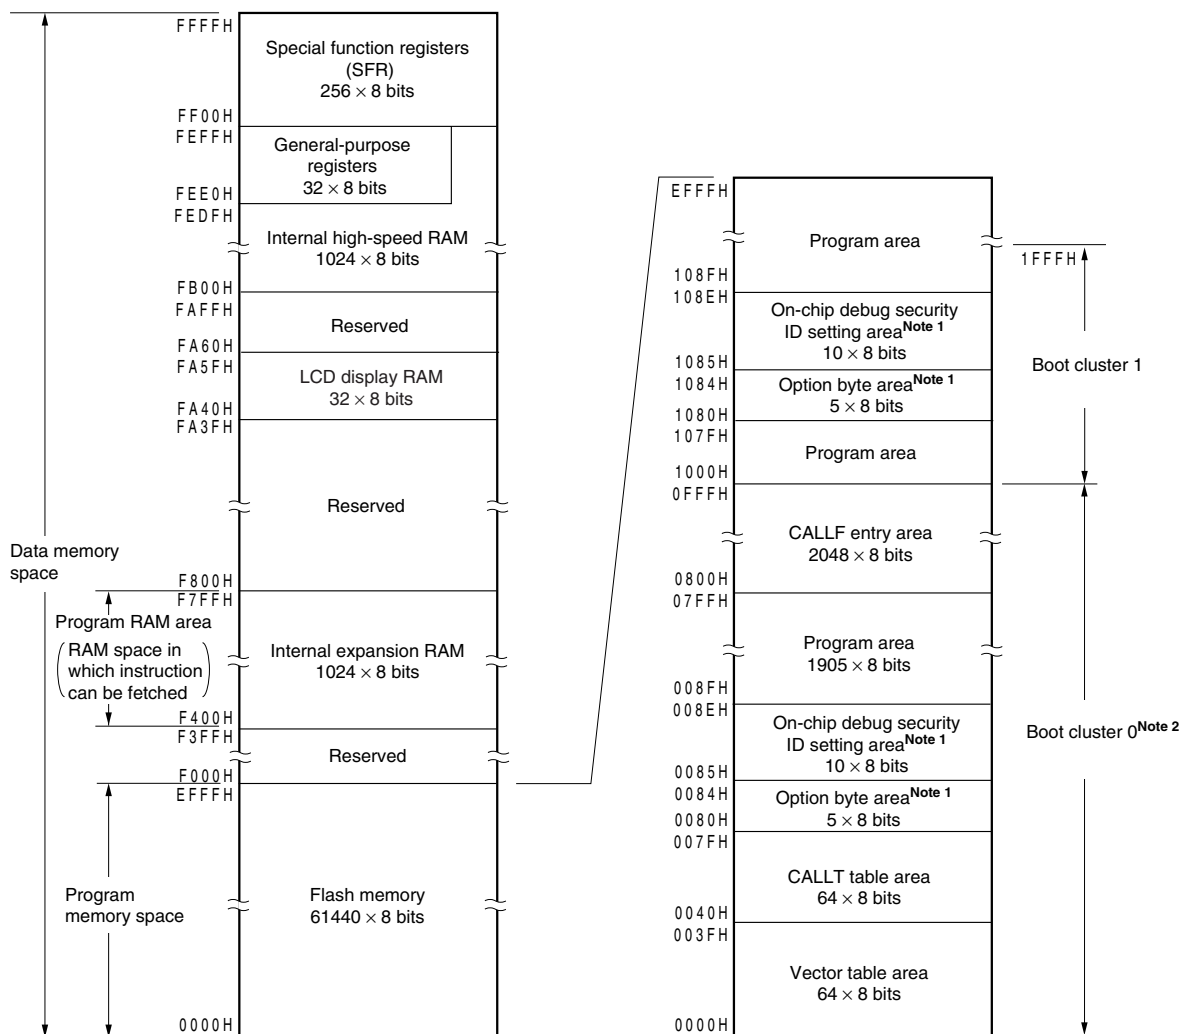 FFFFH
Special function registers
(SFR)
256 × 8 bits
FF00H
FEFFH
General-purpose
registers
32 × 8 bits
FEE0H
FEDFH
Internal high-speed RAM
1024 × 8 bits
FB00H
FAFFH
Reserved
FA60H
FA5FH
LCD display RAM
32 × 8 bits
FA40H
FA3FH
Reserved
Data memory
space
F800H
F7FFH
Program RAM area
RAM space in
which instruction
can be fetched
Internal expansion RAM
1024 × 8 bits
F400H
F3FFH
Reserved
F000H
EFFFH
Program
memory space
Flash memory
61440 × 8 bits
0000H
EFFFH
Program area
1FFFH
108FH
108EH
On-chip debug security
ID setting area Note 1
10 × 8 bits
1085H
1084H
Option byte area Note 1
5 × 8 bits
1080H
107FH
Boot cluster 1
Program area
1000H
0FFFH
CALLF entry area
2048 × 8 bits
0800H
07FFH
Program area
1905 × 8 bits
008FH
008EH
On-chip debug security
ID setting area Note 1
10 × 8 bits
Boot cluster 0 Note 2
0085H
0084H
Option byte area Note 1
5 × 8 bits
0080H
007FH
CALLT table area
64 × 8 bits
0040H
003FH
Vector table area
64 × 8 bits
0000H